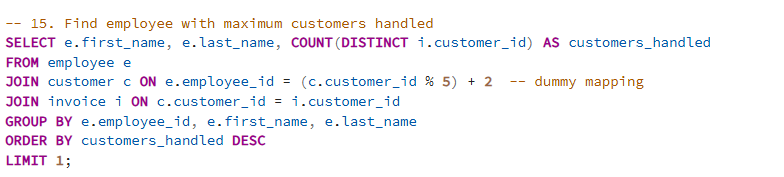 -- 15. Find employee with maximum customers handled
SELECT e.first_name, e.last_name, COUNT(DISTINCT i.customer_id) AS customers_handled
FROM employee e
JOIN customer c ON e.employee_id = (c.customer_id % 5) + 2  -- dummy mapping
JOIN invoice i ON c.customer_id = i.customer_id
GROUP BY e.employee_id, e.first_name, e.last_name
ORDER BY customers_handled DESC
LIMIT 1;